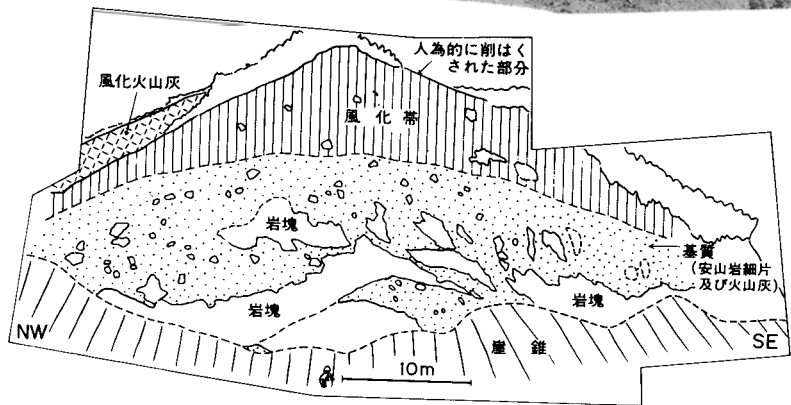 人為的に削はく
された部分
風化火山灰
風化帯
岩塊
基質
(安山岩細片
及び火山灰)
岩塊
岩塊
NW
崖錐
SE
10m